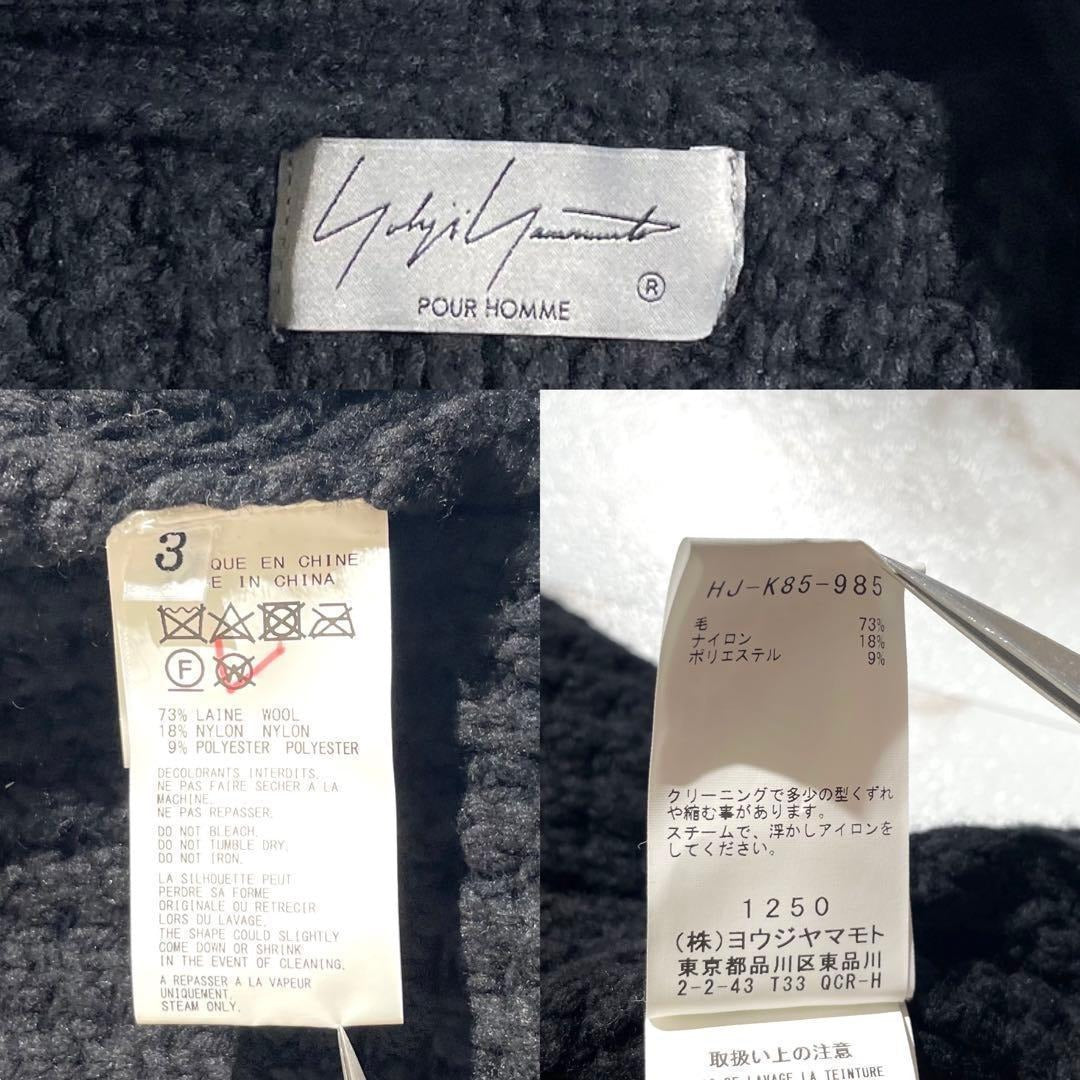 Yohji Yamamoto
®
POUR HOMME
3
QUE EN CHINE
E IN CHINA
F W
73% LAINE WOOL
18% NYLON NYLON
9% POLYESTER POLYESTER
DECOLORANTS INTERDITS.
NE PAS FAIRE SECHER A LA
MACHINE.
NE PAS REPASSER.
DO NOT BLEACH.
DO NOT TUMBLE DRY.
DO NOT IRON.
LA SILHOUETTE PEUT
PERDRE SA FORME
ORIGINALE OU RETRECIR
LORS DU LAVAGE.
THE SHAPE COULD SLIGHTLY
COME DOWN OR SHRINK
IN THE EVENT OF CLEANING.
A REPASSER A LA VAPEUR
UNIQUEMENT.
STEAM ONLY.
HJ-K85-985
毛 73%
ナイロン 18%
ポリエステル 9%
クリーニングで多少の型くずれ
や縮む事があります。
スチームで、浮かしアイロンを
してください。
1250
(株)ヨウジヤマモト
東京都品川区東品川
2-2-43 T33 QCR-H
取扱い上の注意
DE LAVAGE LA TEINTURE